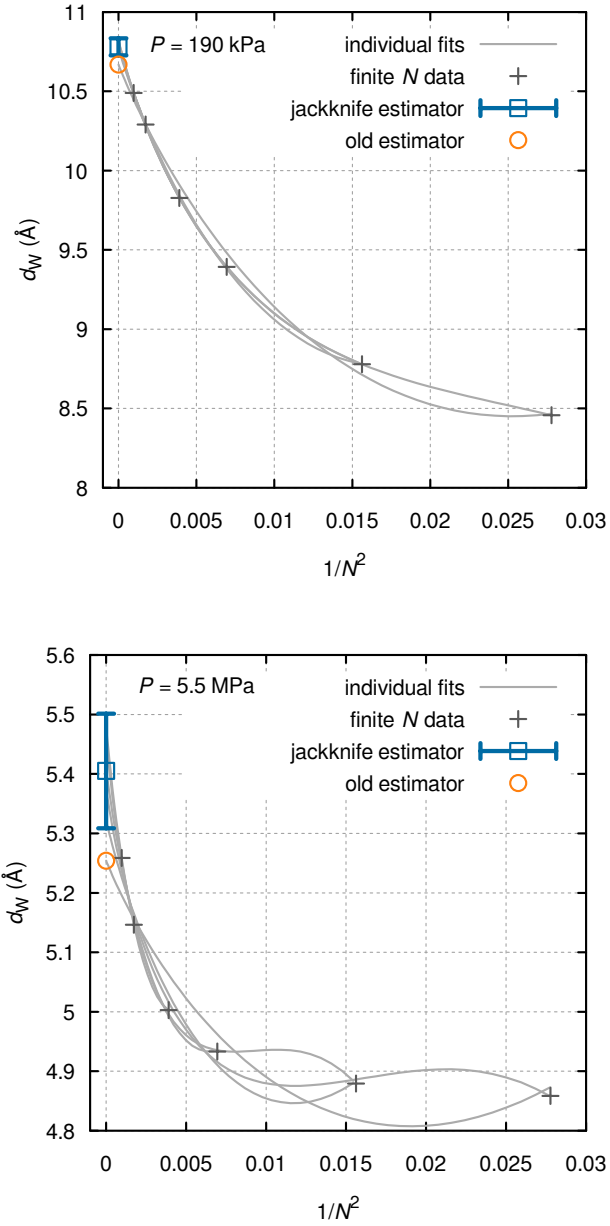 11
P = 190 kPa
individual fits
finite N data
jackknife estimator
old estimator
10.5
10
9.5
9
8.5
8
d_W (Å)
0 0.005 0.01 0.015 0.02 0.025 0.03
1/N²
5.6
P = 5.5 MPa
individual fits
finite N data
jackknife estimator
old estimator
5.5
5.4
5.3
5.2
5.1
5
4.9
4.8
d_W (Å)
0 0.005 0.01 0.015 0.02 0.025 0.03
1/N²